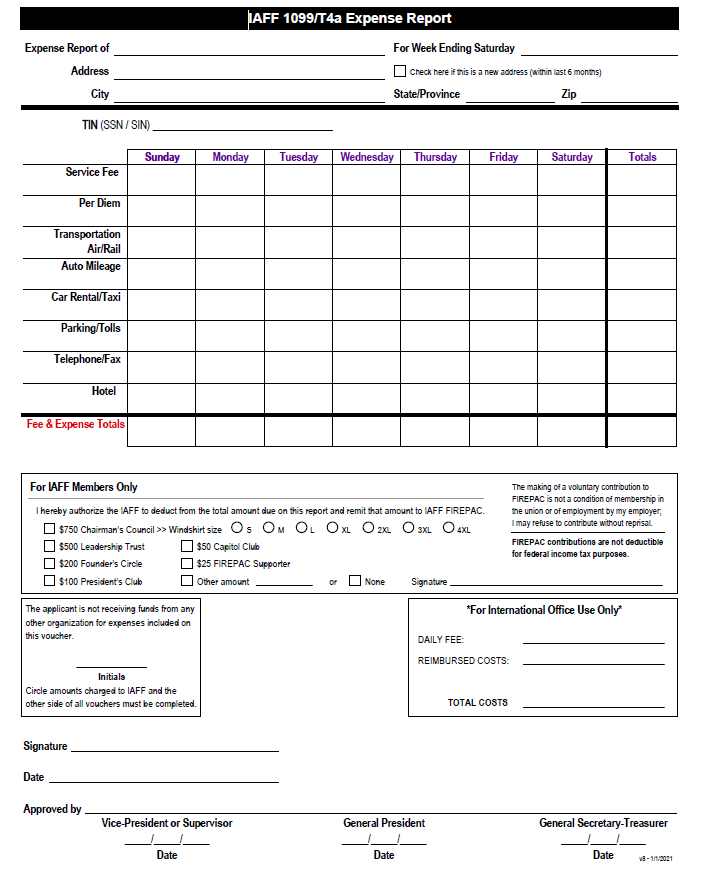 IAFF 1099/T4a Expense Report
Expense Report of For Week Ending Saturday
Address Check here if this is a new address (within last 6 months)
City State/Province Zip
TIN (SSN / SIN)
Sunday Monday Tuesday Wednesday Thursday Friday Saturday Totals
Service Fee
Per Diem
Transportation
Air/Rail
Auto Mileage
Car Rental/Taxi
Parking/Tolls
Telephone/Fax
Hotel
Fee & Expense Totals
For IAFF Members Only
I hereby authorize the IAFF to deduct from the total amount due on this report and remit that amount to IAFF FIREPAC.
$750 Chairman's Council >> Windshirt size S M L XL 2XL 3XL 4XL
$500 Leadership Trust $50 Capitol Club
$200 Founder's Circle $25 FIREPAC Supporter
$100 President's Club Other amount or None Signature
The making of a voluntary contribution to
FIREPAC is not a condition of membership in
the union or of employment by my employer;
I may refuse to contribute without reprisal.
FIREPAC contributions are not deductible
for federal income tax purposes.
The applicant is not receiving funds from any
other organization for expenses included on
this voucher.
Initials
Circle amounts charged to IAFF and the
other side of all vouchers must be completed.
*For International Office Use Only*
DAILY FEE:
REIMBURSED COSTS:
TOTAL COSTS
Signature
Date
Approved by
Vice-President or Supervisor General President General Secretary-Treasurer
____/____/____ ____/____/____ ____/____/____
Date Date Date v8 - 1/1/2021